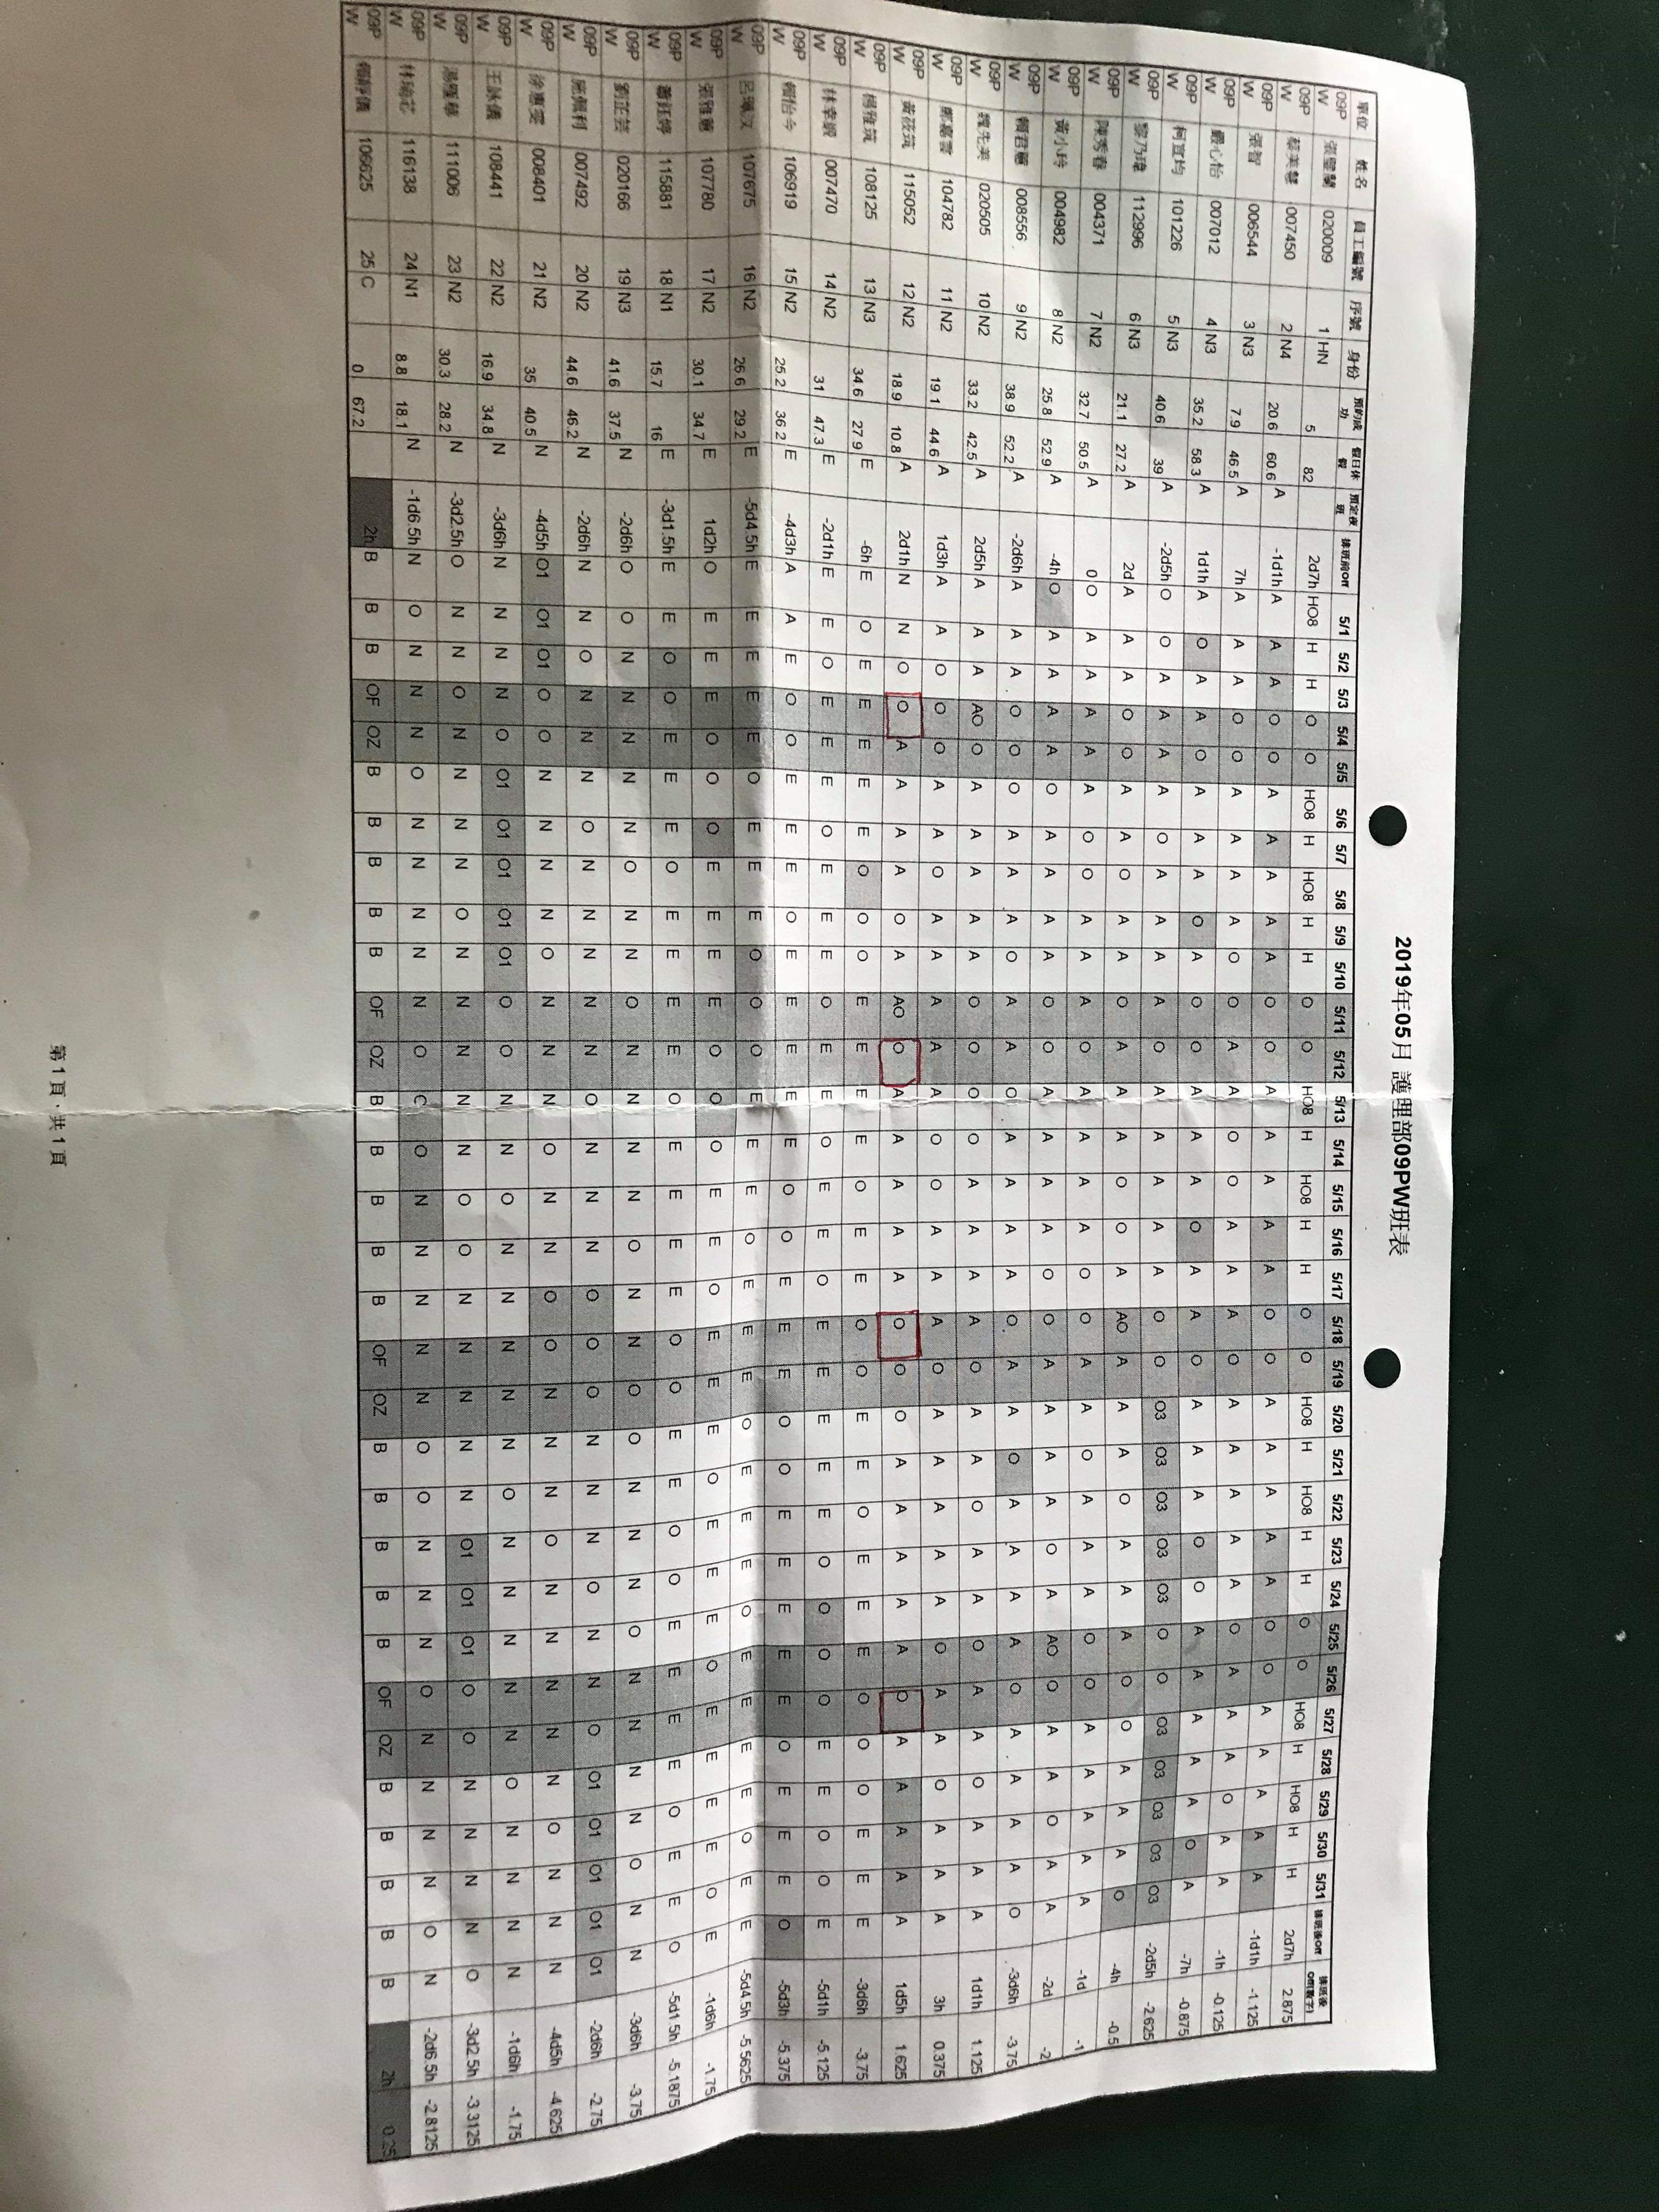 2019年05月 護理部09PW班表
單位 姓名 員工編號 序號 身份 預約成功 假日休假 預定夜班 排班前Off 5/1 5/2 5/3 5/4 5/5 5/6 5/7 5/8 5/9 5/10 5/11 5/12 5/13 5/14 5/15 5/16 5/17 5/18 5/19 5/20 5/21 5/22 5/23 5/24 5/25 5/26 5/27 5/28 5/29 5/30 5/31 排班後Off 排班後Off(數字)
09PW 張璧蘭 020009 1 HN 5 82 2d7h HO8 H H O O HO8 H HO8 H H O O HO8 H HO8 H H O O HO8 H HO8 H H O O HO8 H HO8 H H 2d7h 2.875
09PW 蔡美慧 007450 2 N4 20.6 60.6 A -1d1h A A A O O A A A A A O O A A A A A O O A A A A A O O A A A A A -1d1h -1.125
09PW 張智 006544 3 N3 7.9 46.5 A 7h A A A O O A A A A O O A A O O A A A O A A A A A O A A A O A A -1h -0.125
09PW 嚴心怡 007012 4 N3 35.2 58.3 A 1d1h A O A A O A A A O A O O A A A O A A O A A A O O A A A A A O A -7h -0.875
09PW 柯宜均 101226 5 N3 40.6 39 A -2d5h O O A A A A O A A A A O A A A A A O O O3 O3 O3 O3 O3 O O O3 O3 O3 O3 O3 -2d5h -2.625
09PW 黎乃瑋 112996 6 N3 21.1 27.2 A 2d A A A O O A A O A A O A A A O O A AO A A A O A A A O O A A A O -4h -0.5
09PW 陳秀春 004371 7 N2 32.7 50.5 A 0 O A A A A A O O A A A O A A A A O O A A O A A A O O A A A A A -1d -1
09PW 黃小玲 004982 8 N2 25.8 52.9 A -4h O A A A A O A A A A O O A A A A O O A A A A O A AO O A A O A A -2d -2
09PW 賴君蕙 008556 9 N2 38.9 52.2 A -2d6h A A A O O O A A A O A A O A A A A O A A O A A A A O A A A A O -3d6h -3.75
09PW 魏先美 020505 10 N2 33.2 42.5 A 2d5h A A A AO O A A A A A O O O O A A A A O A A O A A O A A O A A A 1d1h 1.125
09PW 鄭嘉雲 104782 11 N2 19.1 44.6 A 1d3h A A O O O A A O A A A A A O O A A A O A A A A A O A A O A A A 3h 0.375
09PW 黃筱筑 115052 12 N2 18.9 10.8 A 2d1h N N O O A A A A O A AO O A A A A A O O O A A A A A O A A A A A 1d5h 1.625
09PW 楊雅筑 108125 13 N3 34.6 27.9 E -6h E O E E E E E O O O E E E E O E E O O E E O E E E O O O E E E -3d6h -3.75
09PW 林幸 007470 14 N2 31 47.3 E -2d1h E E O E E E O E E E O E E O E E O E E E E E O O O O E E O O E -5d1h -5.125
09PW 賴怡今 106919 15 N2 25.2 36.2 E -4d3h A A E O O E E E O E E E E E O O E E E O O E E E E E O E E E O -5d3h -5.375
09PW 呂珮汶 107675 16 N2 26.6 29.2 E -5d4.5h E E E E E O E E E O O O E E E O E E E O E E E O E E E E O E E -5d4.5h -5.5625
09PW 張雅蕙 107780 17 N2 30.1 34.7 E 1d2h O E E E O O O E E E E O O O E E O E E E O E E E O E E E E O E -1d6h -1.75
09PW 蕭鈺婷 115881 18 N1 15.7 16 E -3d1.5h E E O O E E E O E E E E O E E E E O O E E O O E E E E O E E O -5d1.5h -5.1875
09PW 劉芷芸 020166 19 N3 41.6 37.5 N -2d6h O O N N N N N O N N O N N N N O N N O O N N N O N N N N O N N -3d6h -3.75
09PW 施佩利 007492 20 N2 44.6 46.2 N -2d6h N N O N N N O N N N N N O N N N O O O N N N O N N O O1 O1 O1 O1 O1 -2d6h -2.75
09PW 徐惠雯 008401 21 N2 35 40.5 N -4d5h O1 O1 O1 O O N N N N O N N N O N N O O N N N O N N N N N O N N N -4d5h -4.625
09PW 王詠儀 108441 22 N2 16.9 34.8 N -3d6h N N N N O O1 O1 O1 O1 O1 O O N N O N N N N N O N N N N N O N N N N -1d6h -1.75
09PW 湯雁華 111006 23 N2 30.3 28.2 N -3d2.5h O N N O N N N N O N N N N N O O N N N N N O1 O1 O1 O O N N N N O -3d2.5h -3.3125
09PW 林瑜芯 116138 24 N1 8.8 18.1 N -1d6.5h N O N N N O N N N N N O O N N N N N O O N N N O N N N N O N -2d6.5h -2.8125
09PW 賴靜儀 106625 25 C 0 67.2 2h B B B OF OZ B B B B B OF OZ B B B B B OF OZ B B B B B OF OZ B B B B B 2h 0.25
第1頁‧共1頁